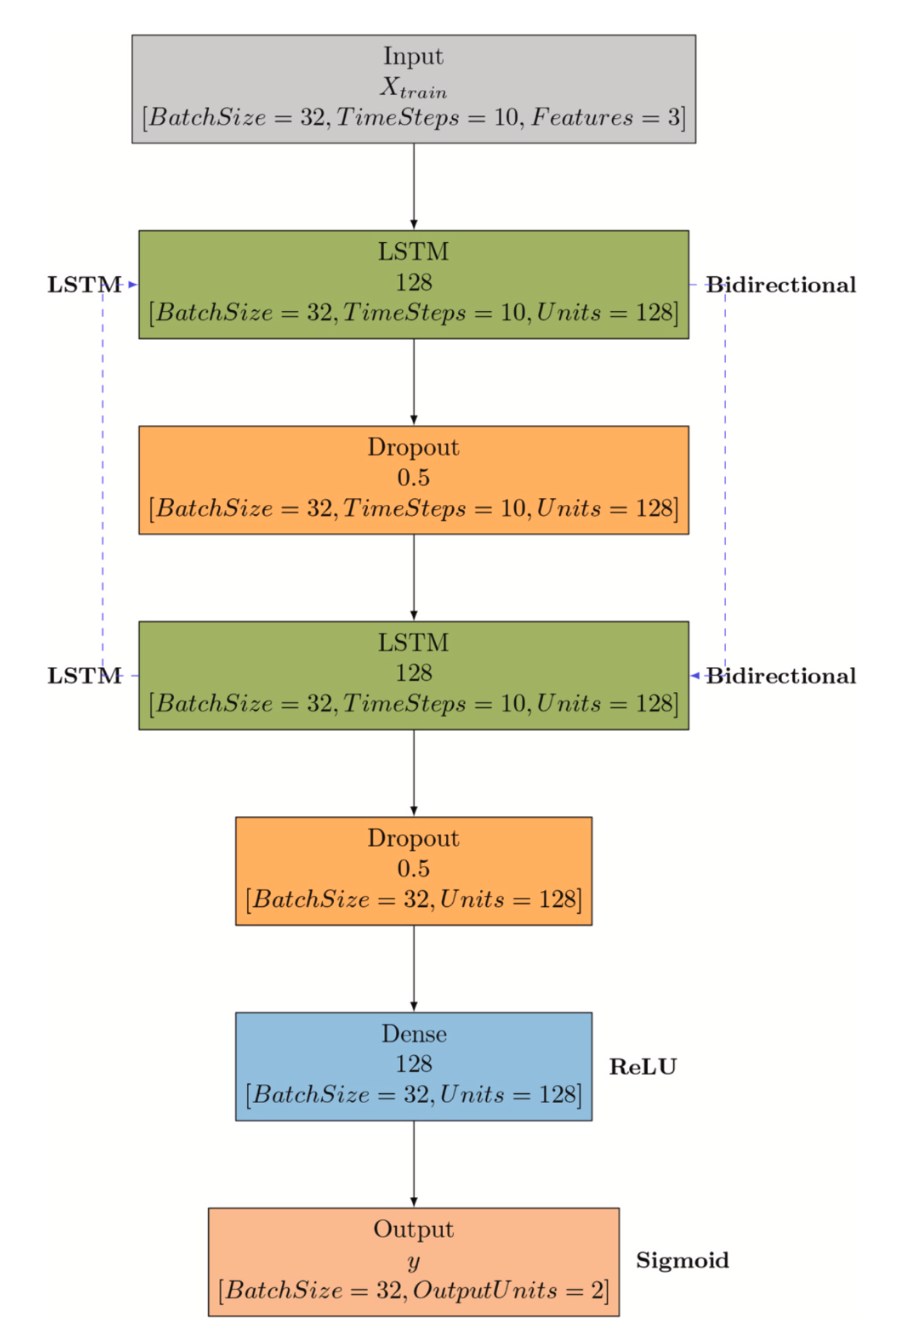 Input
X_train
[BatchSize = 32, TimeSteps = 10, Features = 3]
LSTM
128
[BatchSize = 32, TimeSteps = 10, Units = 128]
LSTM
Bidirectional
Dropout
0.5
[BatchSize = 32, TimeSteps = 10, Units = 128]
LSTM
128
[BatchSize = 32, TimeSteps = 10, Units = 128]
LSTM
Bidirectional
Dropout
0.5
[BatchSize = 32, Units = 128]
Dense
128
[BatchSize = 32, Units = 128]
ReLU
Output
y
[BatchSize = 32, OutputUnits = 2]
Sigmoid